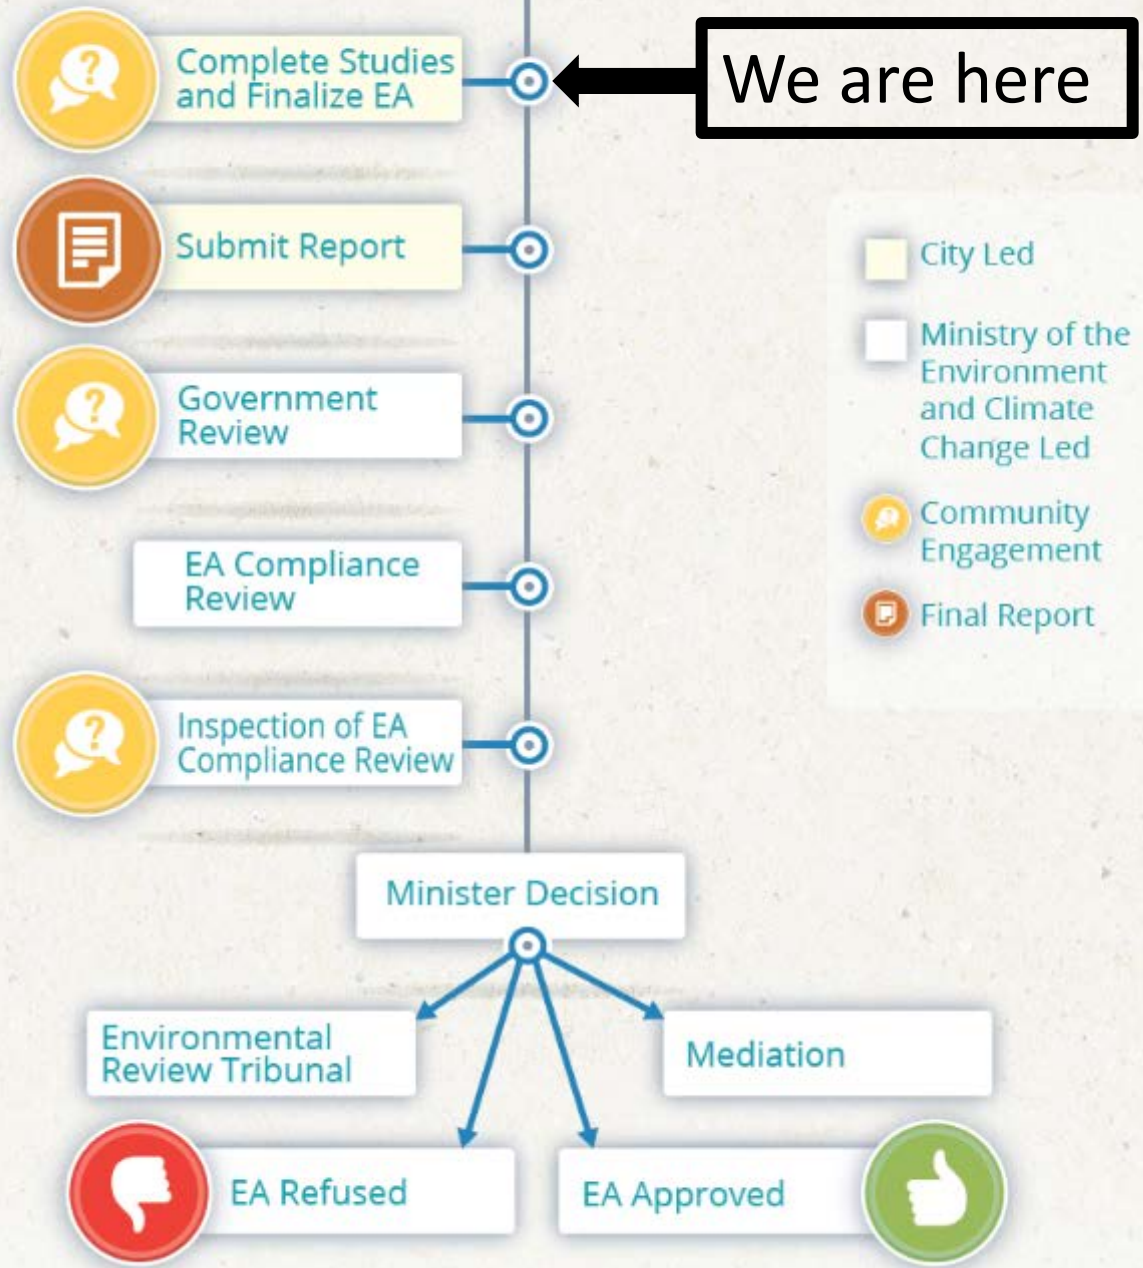 Complete Studies
and Finalize EA
We are here
Submit Report
Government
Review
EA Compliance
Review
Inspection of EA
Compliance Review
City Led
Ministry of the
Environment
and Climate
Change Led
Community
Engagement
Final Report
Minister Decision
Environmental
Review Tribunal
Mediation
EA Refused
EA Approved